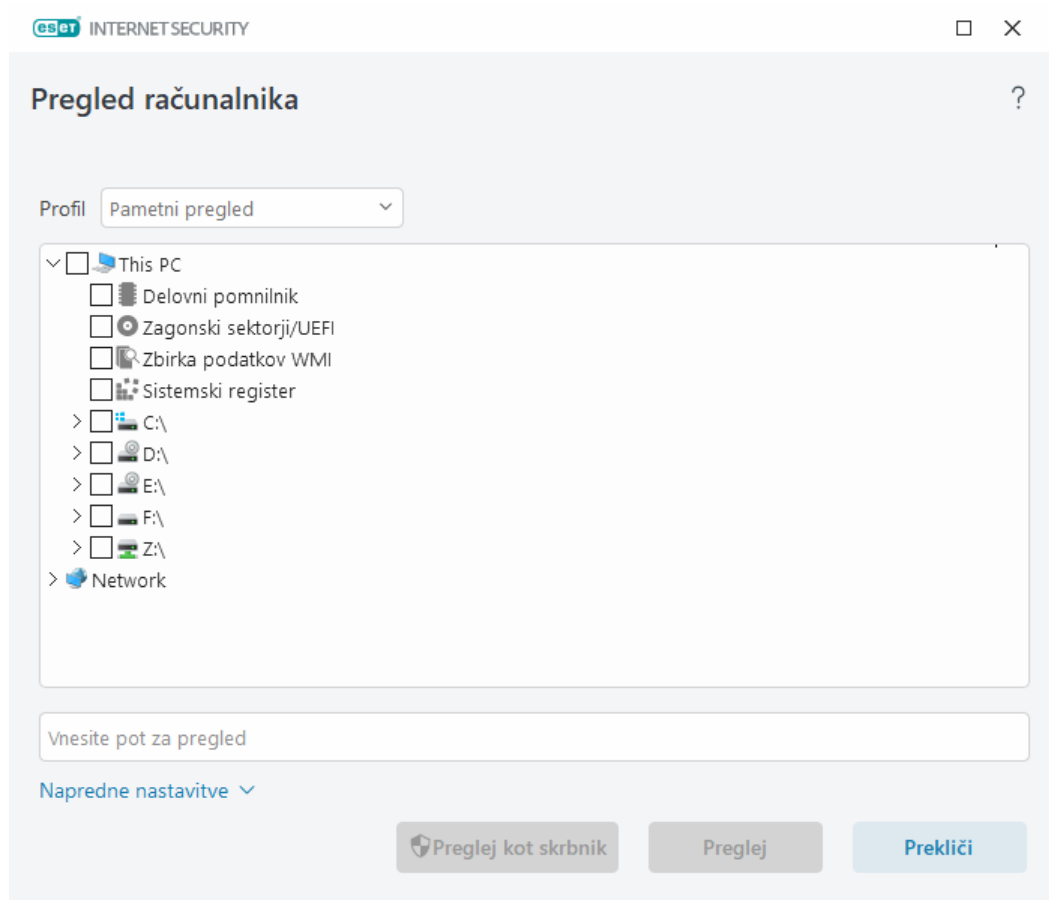 eset INTERNET SECURITY
Pregled računalnika
?
Profil Pametni pregled
This PC
Delovni pomnilnik
Zagonski sektorji/UEFI
Zbirka podatkov WMI
Sistemski register
C:\
D:\
E:\
F:\
Z:\
Network
Vnesite pot za pregled
Napredne nastavitve
Preglej kot skrbnik Preglej Prekliči